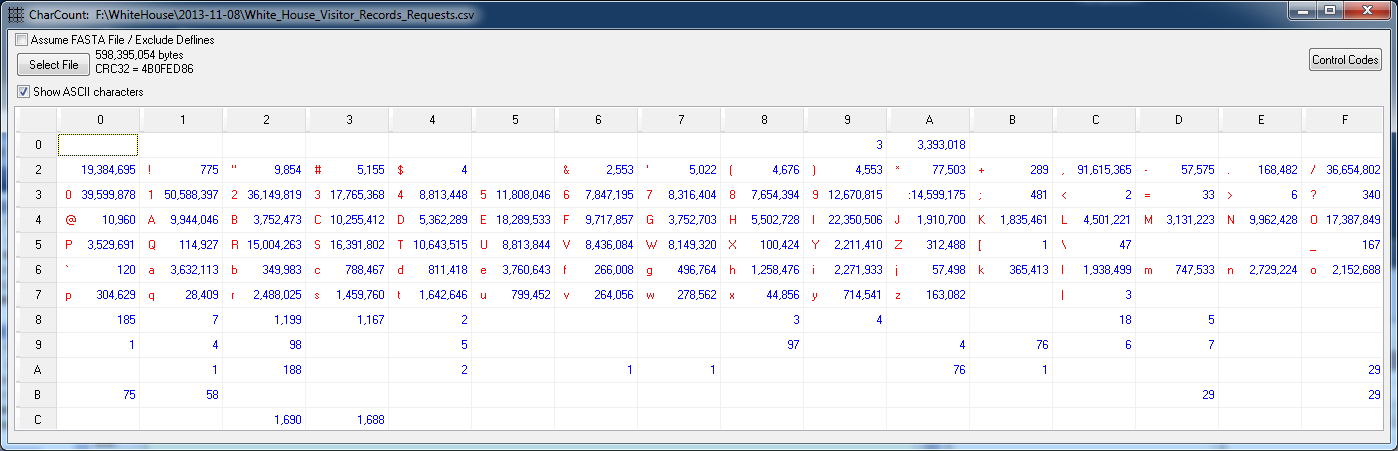 CharCount: F:\WhiteHouse\2013-11-08\White_House_Visitor_Records_Requests.csv
Assume FASTA File / Exclude Deflines
Select File
598,395,054 bytes
CRC32 = 4B0FED86
Control Codes
Show ASCII characters
0 1 2 3 4 5 6 7 8 9 A B C D E F
0 3 3,393,018
2 19,384,695 ! 775 " 9,854 # 5,155 $ 4 & 2,553 ' 5,022 ( 4,676 ) 4,553 * 77,503 + 289 , 91,615,365 - 57,575 . 168,482 / 36,654,802
3 0 39,599,878 1 50,588,397 2 36,149,819 3 17,765,368 4 8,813,448 5 11,808,046 6 7,847,195 7 8,316,404 8 7,654,394 9 12,670,815 :14,599,175 ; 481 < 2 = 33 > 6 ? 340
4 @ 10,960 A 9,944,046 B 3,752,473 C 10,255,412 D 5,362,289 E 18,289,533 F 9,717,857 G 3,752,703 H 5,502,728 I 22,350,506 J 1,910,700 K 1,835,461 L 4,501,221 M 3,131,223 N 9,962,428 O 17,387,849
5 P 3,529,691 Q 114,927 R 15,004,263 S 16,391,802 T 10,643,515 U 8,813,844 V 8,436,084 W 8,149,320 X 100,424 Y 2,211,410 Z 312,488 [ 1 \ 47 _ 167
6 ` 120 a 3,632,113 b 349,983 c 788,467 d 811,418 e 3,760,643 f 266,008 g 496,764 h 1,258,476 i 2,271,933 j 57,498 k 365,413 l 1,938,499 m 747,533 n 2,729,224 o 2,152,688
7 p 304,629 q 28,409 r 2,488,025 s 1,459,760 t 1,642,646 u 799,452 v 264,056 w 278,562 x 44,856 y 714,541 z 163,082 | 3
8 185 7 1,199 1,167 2 3 4 18 5
9 1 4 98 5 97 4 76 6 7
A 1 188 2 1 1 76 1 29
B 75 58 29 29
C 1,690 1,688